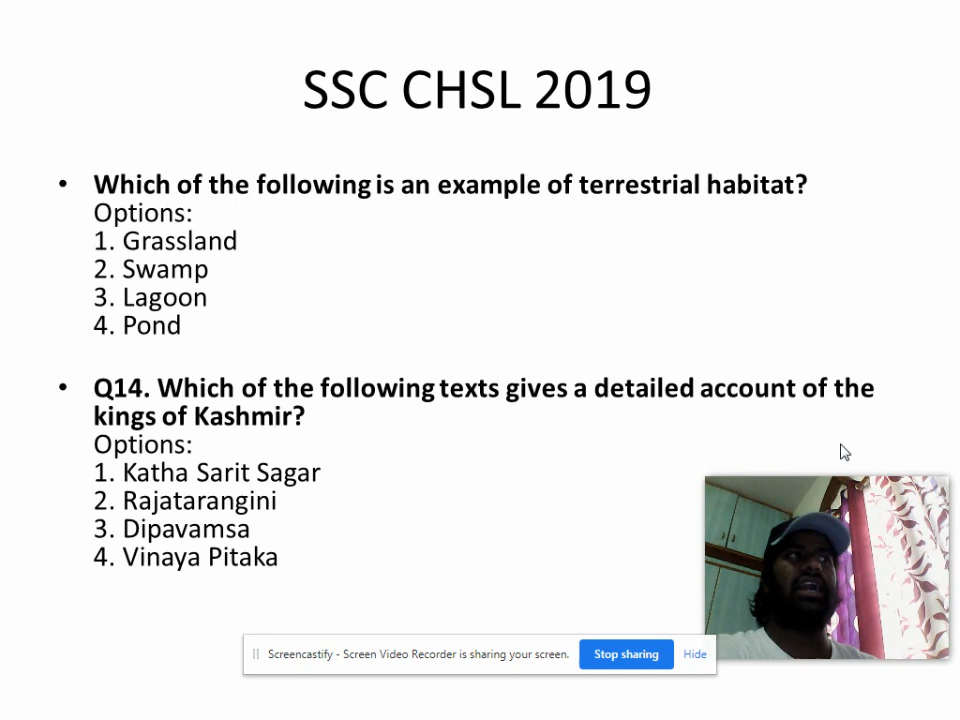 SSC CHSL 2019
• Which of the following is an example of terrestrial habitat?
Options:
1. Grassland
2. Swamp
3. Lagoon
4. Pond
• Q14. Which of the following texts gives a detailed account of the
kings of Kashmir?
Options:
1. Katha Sarit Sagar
2. Rajatarangini
3. Dipavamsa
4. Vinaya Pitaka
Screencastify - Screen Video Recorder is sharing your screen. Stop sharing Hide